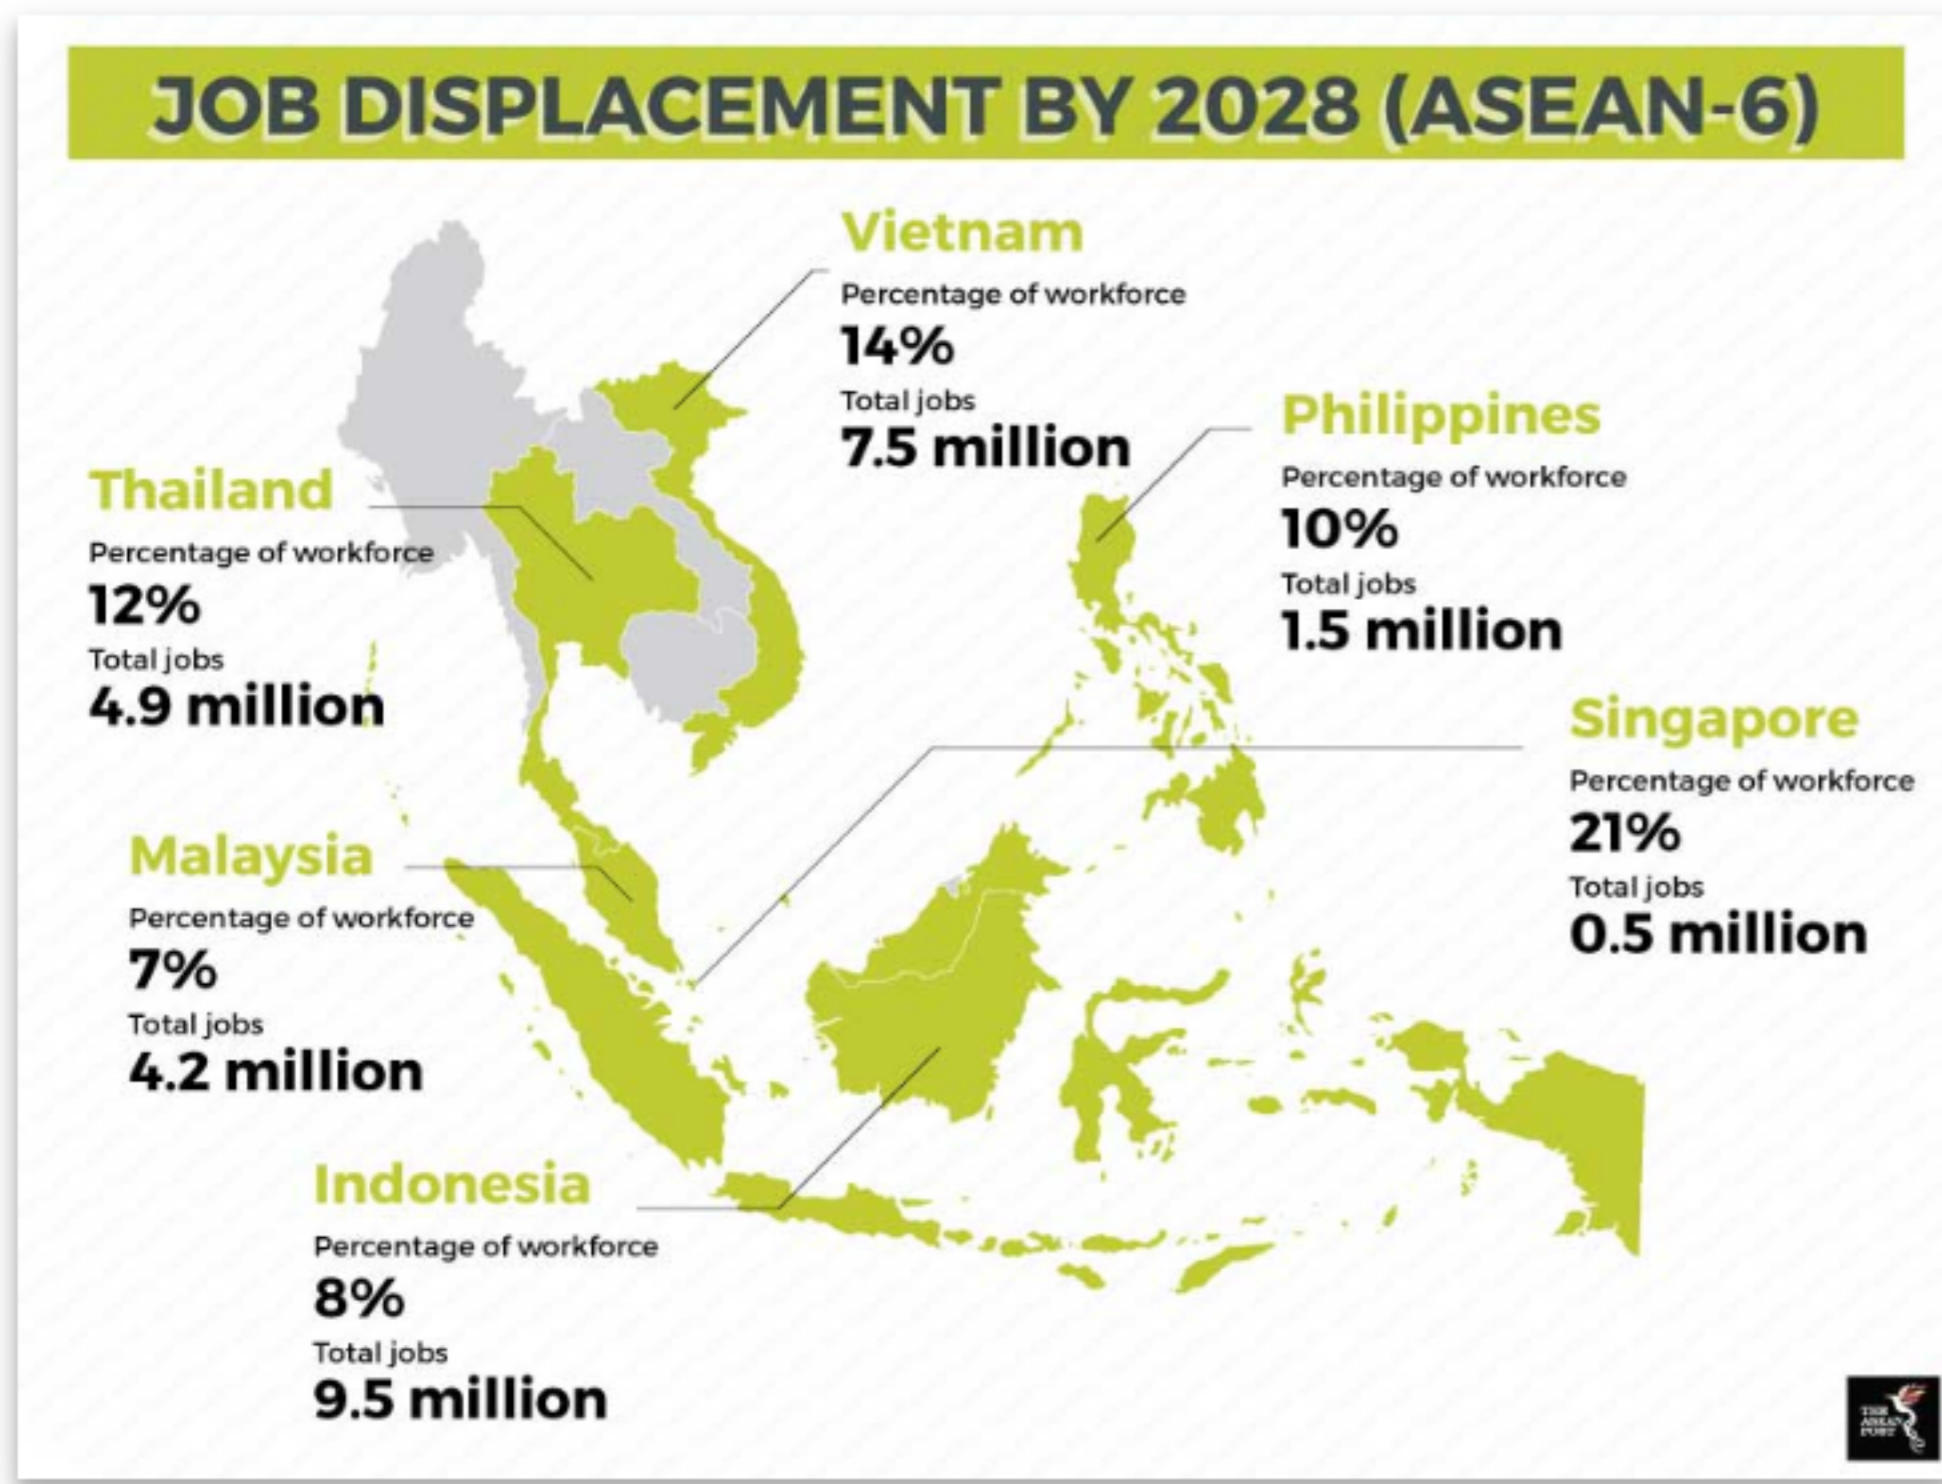 JOB DISPLACEMENT BY 2028 (ASEAN-6)
Vietnam
Percentage of workforce
14%
Total jobs
7.5 million
Philippines
Percentage of workforce
10%
Total jobs
1.5 million
Thailand
Percentage of workforce
12%
Total jobs
4.9 million
Singapore
Percentage of workforce
21%
Total jobs
0.5 million
Malaysia
Percentage of workforce
7%
Total jobs
4.2 million
Indonesia
Percentage of workforce
8%
Total jobs
9.5 million
THE
ASEAN
POST